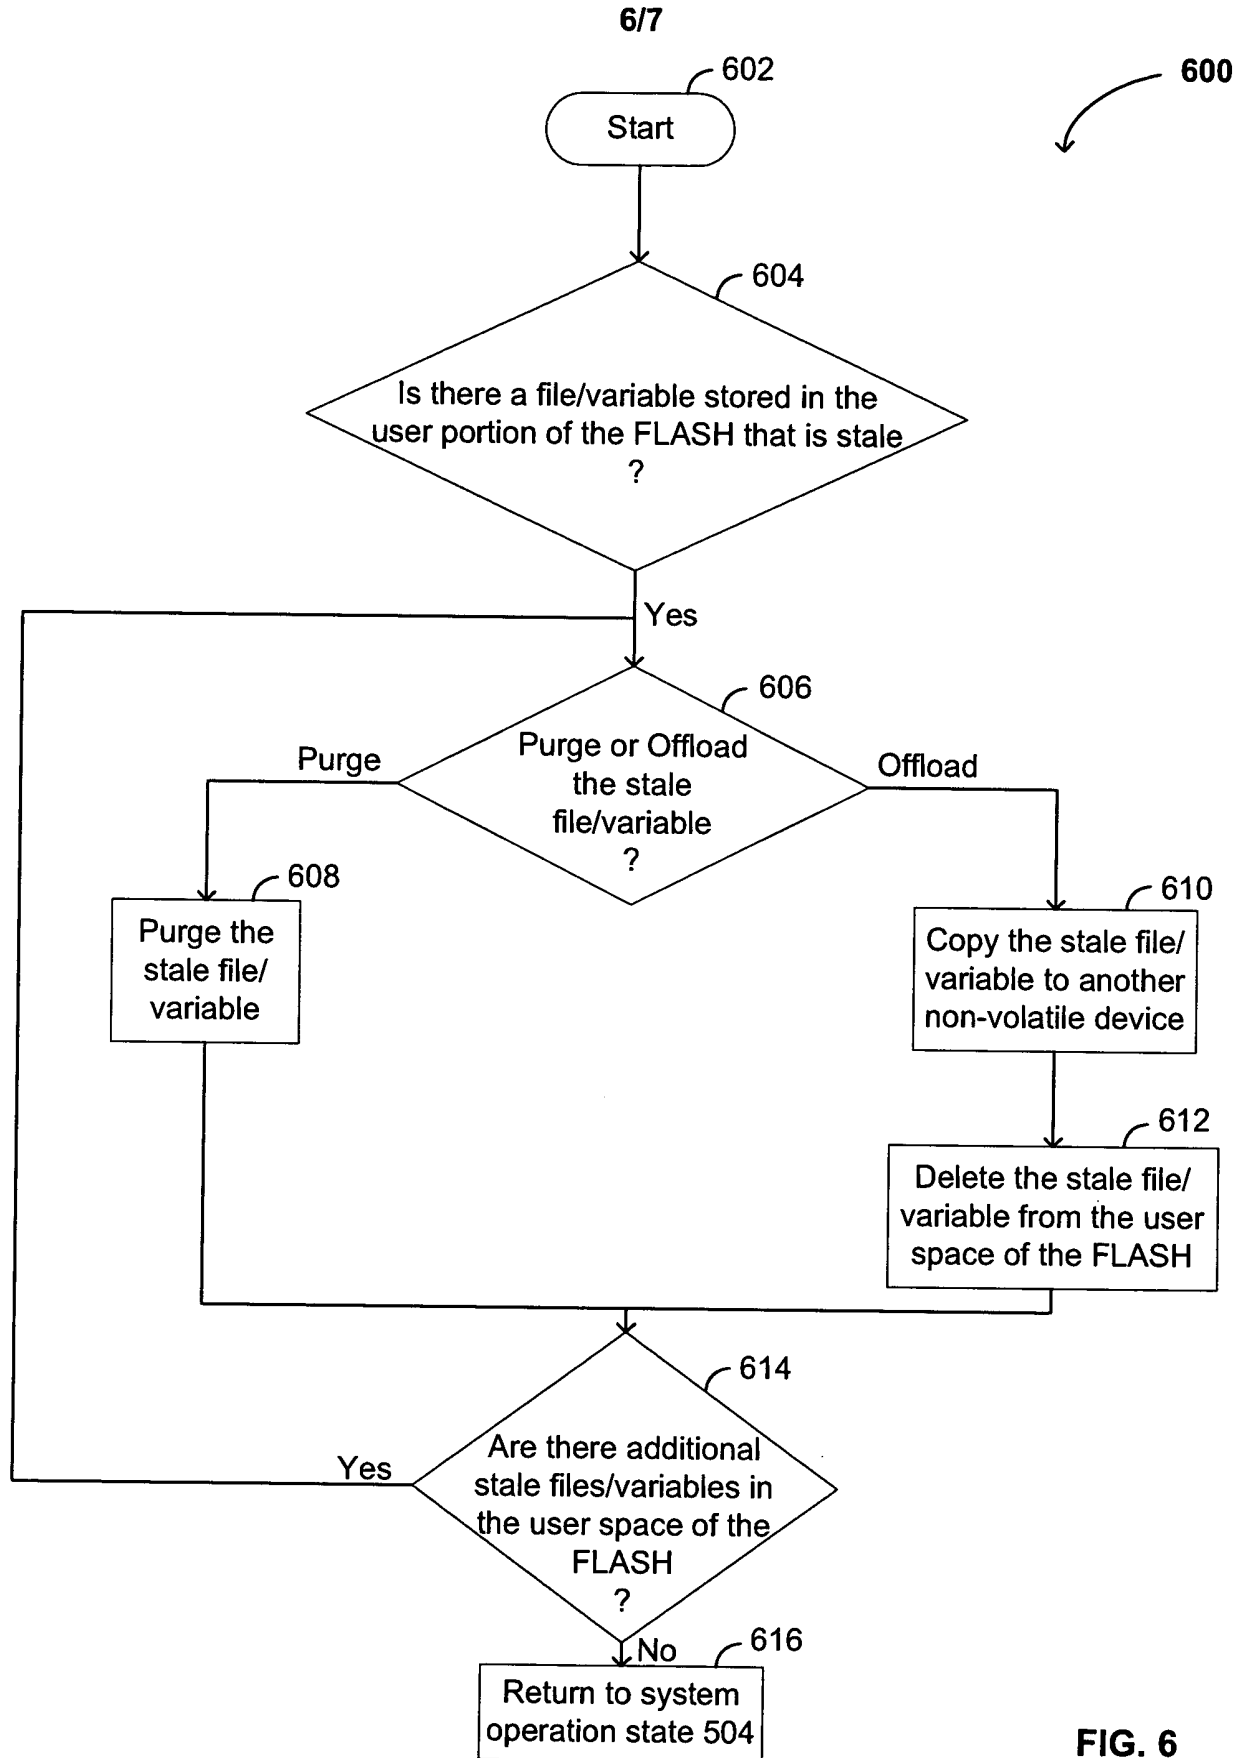 6/7
602
600
Start
604
Is there a file/variable stored in the
user portion of the FLASH that is stale
?
Yes
606
Purge or Offload
the stale
file/variable
?
Purge
Offload
608
Purge the
stale file/
variable
610
Copy the stale file/
variable to another
non-volatile device
612
Delete the stale file/
variable from the user
space of the FLASH
614
Are there additional
stale files/variables in
the user space of the
FLASH
?
Yes
No
616
Return to system
operation state 504
FIG. 6